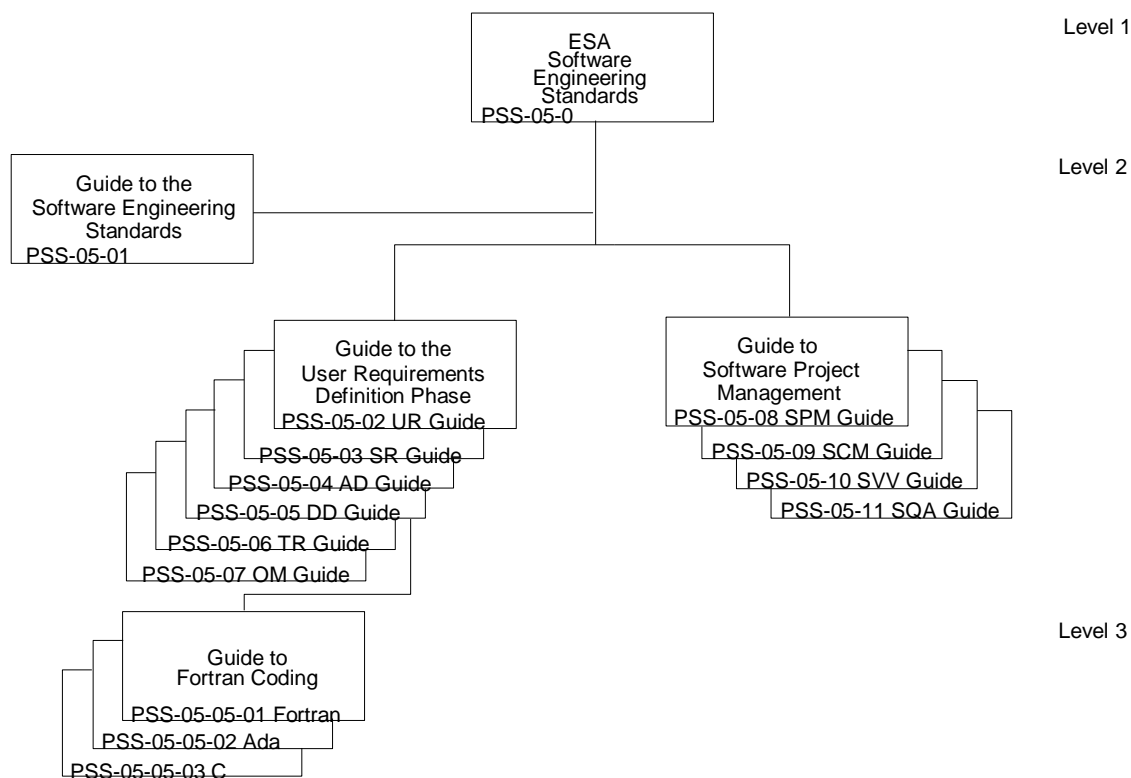 Level 1
ESA
Software
Engineering
Standards
PSS-05-0
Level 2
Guide to the
Software Engineering
Standards
PSS-05-01
Guide to the
User Requirements
Definition Phase
PSS-05-02 UR Guide
PSS-05-03 SR Guide
PSS-05-04 AD Guide
PSS-05-05 DD Guide
PSS-05-06 TR Guide
PSS-05-07 OM Guide
Guide to
Software Project
Management
PSS-05-08 SPM Guide
PSS-05-09 SCM Guide
PSS-05-10 SVV Guide
PSS-05-11 SQA Guide
Level 3
Guide to
Fortran Coding
PSS-05-05-01 Fortran
PSS-05-05-02 Ada
PSS-05-05-03 C